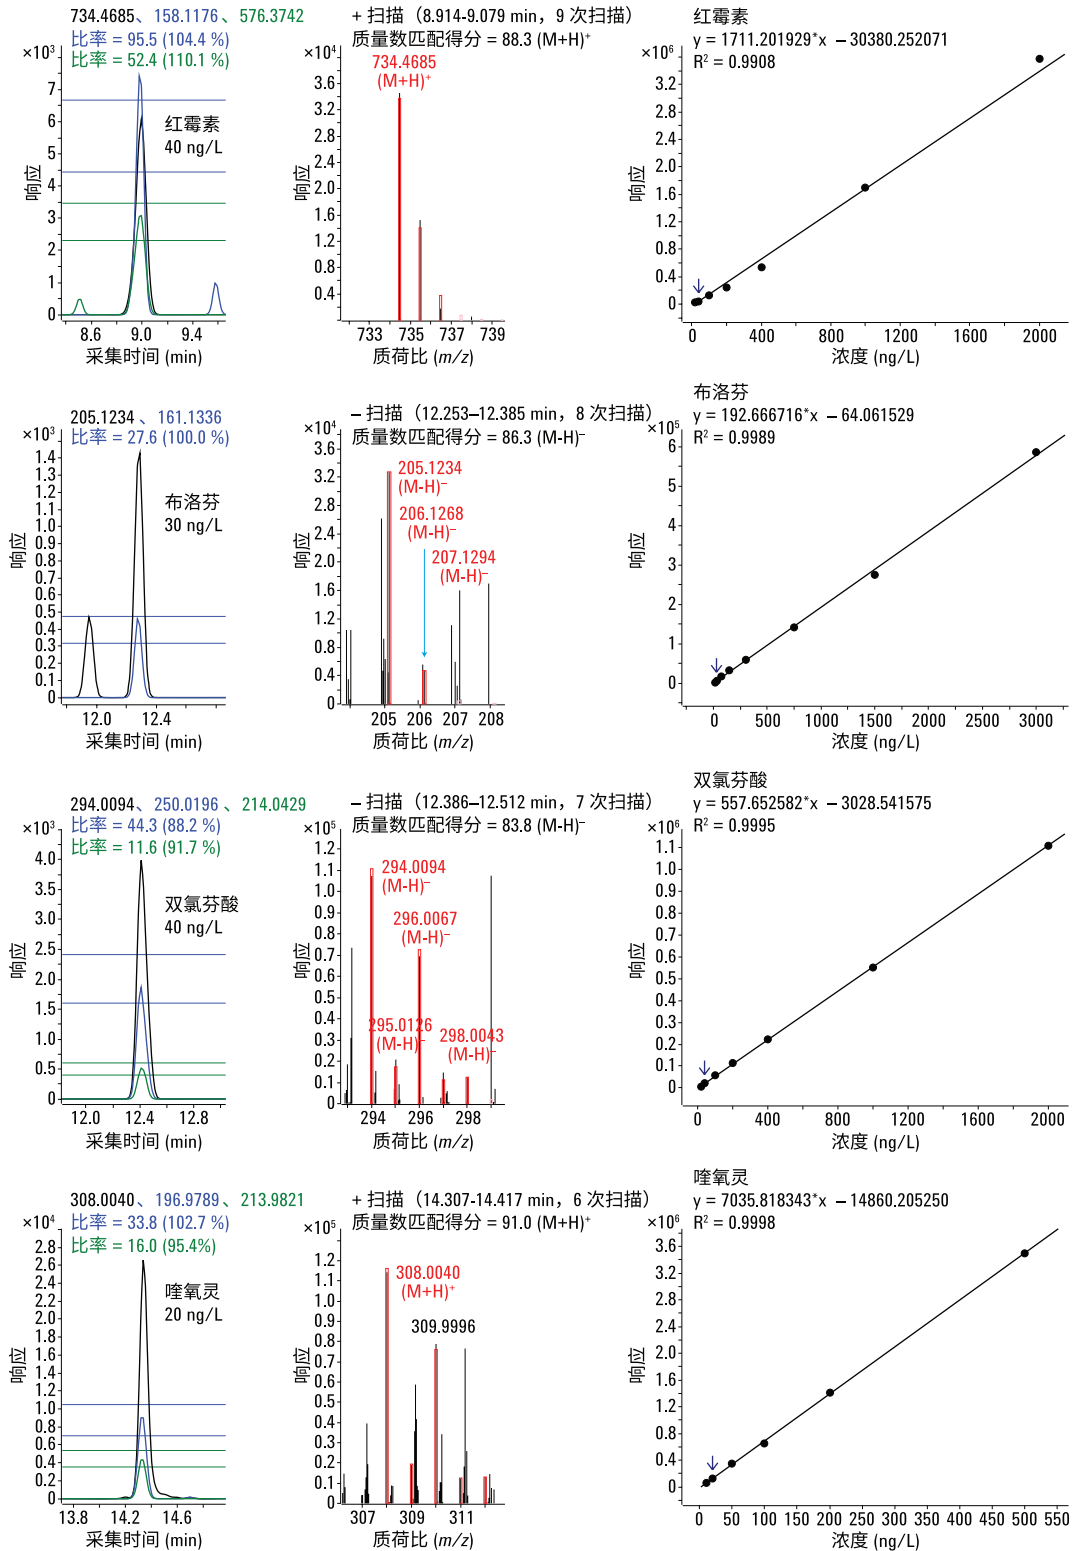 734.4685、158.1176 、576.3742
比率 = 95.5 (104.4 %)
比率 = 52.4 (110.1 %)
×10³
7
6
5
4
3
2
1
0
响应
红霉素
40 ng/L
8.6 9.0 9.4
采集时间 (min)
+ 扫描（8.914-9.079 min，9 次扫描)
质量数匹配得分 = 88.3 (M+H)⁺
×10⁴
734.4685
(M+H)⁺
3.6
3.2
2.8
2.4
2.0
1.6
1.2
0.8
0.4
响应
733 735 737 739
质荷比 (m/z)
红霉素
y = 1711.201929*x – 30380.252071
R² = 0.9908
×10⁶
3.2
2.8
2.4
2.0
1.6
1.2
0.8
0.4
0
响应
0 400 800 1200 1600 2000
浓度 (ng/L)
205.1234 、161.1336
比率 = 27.6 (100.0 %)
×10³
1.4
1.3
1.2
1.1
1.0
0.9
0.8
0.7
0.6
0.5
0.4
0.3
0.2
0.1
0
响应
布洛芬
30 ng/L
12.0 12.4
采集时间 (min)
– 扫描（12.253–12.385 min，8 次扫描)
质量数匹配得分 = 86.3 (M-H)⁻
×10⁴
205.1234
(M-H)⁻
206.1268
(M-H)⁻
207.1294
(M-H)⁻
3.6
3.2
2.8
2.4
2.0
1.6
1.2
0.8
0.4
0
响应
205 206 207 208
质荷比 (m/z)
布洛芬
y = 192.666716*x – 64.061529
R² = 0.9989
×10⁵
6
5
4
3
2
1
0
响应
0 500 1000 1500 2000 2500 3000
浓度 (ng/L)
294.0094、250.0196 、214.0429
比率 = 44.3 (88.2 %)
比率 = 11.6 (91.7 %)
×10³
4.0
3.5
3.0
2.5
2.0
1.5
1.0
0.5
0
响应
双氯芬酸
40 ng/L
12.0 12.4 12.8
采集时间 (min)
– 扫描（12.386–12.512 min，7 次扫描)
质量数匹配得分 = 83.8 (M-H)⁻
×10⁵
294.0094
(M-H)⁻
296.0067
(M-H)⁻
295.0126
(M-H)⁻
298.0043
(M-H)⁻
1.2
1.1
1.0
0.9
0.8
0.7
0.6
0.5
0.4
0.3
0.2
0.1
0
响应
294 296 298
质荷比 (m/z)
双氯芬酸
y = 557.652582*x – 3028.541575
R² = 0.9995
×10⁶
1.1
1.0
0.9
0.8
0.7
0.6
0.5
0.4
0.3
0.2
0.1
0
响应
0 400 800 1200 1600 2000
浓度 (ng/L)
308.0040、196.9789、213.9821
比率 = 33.8 (102.7 %)
比率 = 16.0 (95.4%)
×10⁴
2.8
2.6
2.4
2.2
2.0
1.8
1.6
1.4
1.2
1.0
0.8
0.6
0.4
0.2
0
响应
喹氧灵
20 ng/L
13.8 14.2 14.6
采集时间 (min)
+ 扫描（14.307-14.417 min，6 次扫描)
质量数匹配得分 = 91.0 (M+H)⁺
×10⁵
308.0040
(M+H)⁺
309.9996
1.2
1.1
1.0
0.9
0.8
0.7
0.6
0.5
0.4
0.3
0.2
0.1
0
响应
307 309 311
质荷比 (m/z)
喹氧灵
y = 7035.818343*x – 14860.205250
R² = 0.9998
×10⁶
3.6
3.2
2.8
2.4
2.0
1.6
1.2
0.8
0.4
0
响应
0 50 100 150 200 250 300 350 400 450 500 550
浓度 (ng/L)